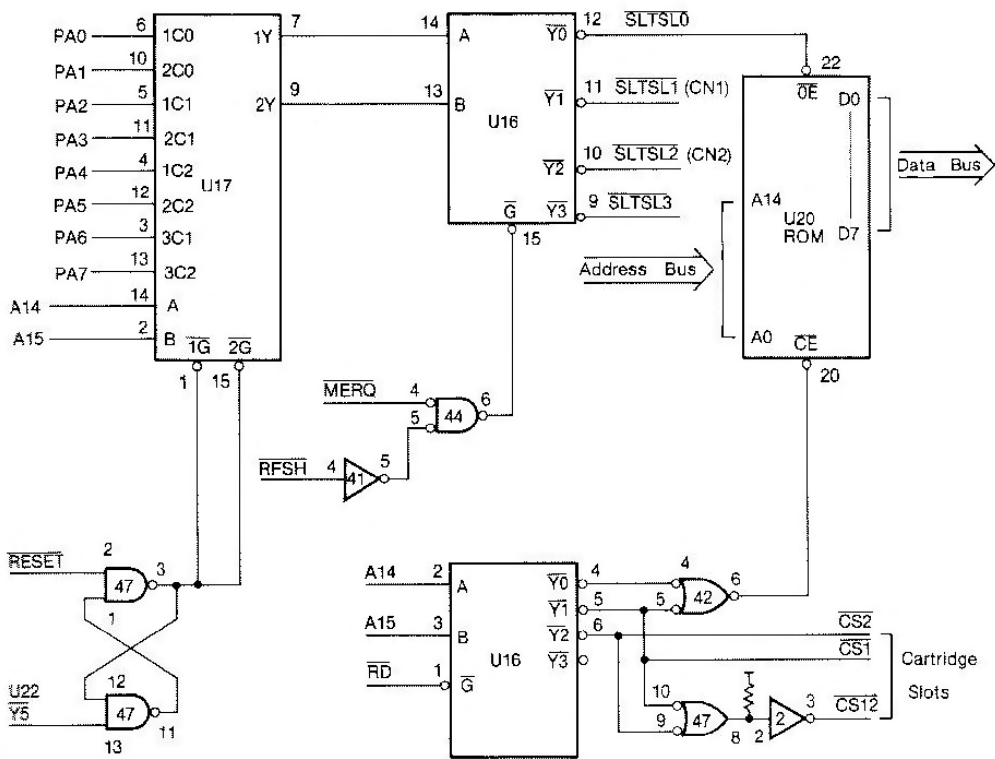 PA0 6 1C0
PA1 10 2C0
PA2 5 1C1
PA3 11 2C1
PA4 4 1C2
PA5 12 2C2
PA6 3 3C1
PA7 13 3C2
A14 14 A
A15 2 B
U17
1Y 7
2Y 9
1G 2G
1 15
14 A
13 B
U16
Y0 12 SLTSL0
Y1 11 SLTSL1 (CN1)
Y2 10 SLTSL2 (CN2)
Y3 9 SLTSL3
G
15
22
OE D0
A14
U20
ROM D7
A0 CE
20
Data Bus
Address Bus
MERQ 4
5 44 6
RFSH 4 41 5
RESET 2
47 3
1
U22 12
Y5 47
13 11
A14 2 A
A15 3 B
RD 1 G
U16
Y0 4
Y1 5
Y2 6
Y3
4
5 42 6
CS2
CS1
CS12
Cartridge
Slots
10
9 47
8 2 2 3